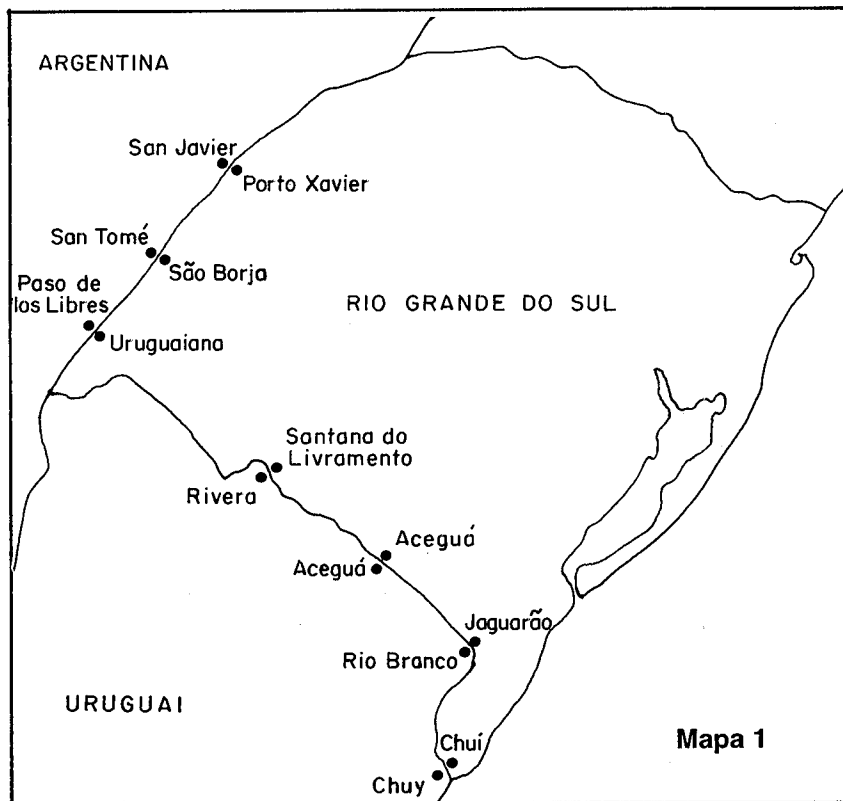 ARGENTINA
San Javier
Porto Xavier
San Tomé
São Borja
Paso de
los Libres
Uruguaiana
RIO GRANDE DO SUL
Santana do
Livramento
Rivera
Aceguá
Aceguá
Jaguarão
Rio Branco
URUGUAI
Chuí
Chuy
Mapa 1